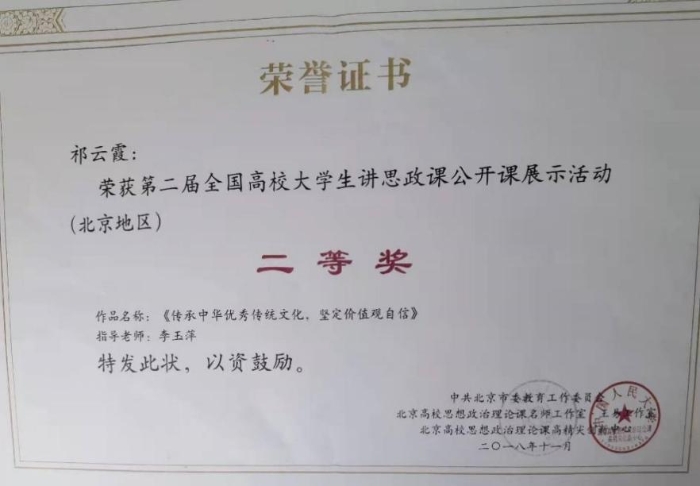 荣誉证书
祁云霞：
荣获第二届全国高校大学生讲思政课公开课展示活动
（北京地区）
二等奖
作品名称：《传承中华优秀传统文化，坚定价值观自信》
指导老师：李玉萍
特发此状，以资鼓励。
中共北京市委教育工作委员会
北京高校思想政治理论课名师工作室 工作室
北京高校思想政治理论课高精尖创新中心
二〇一八年十一月